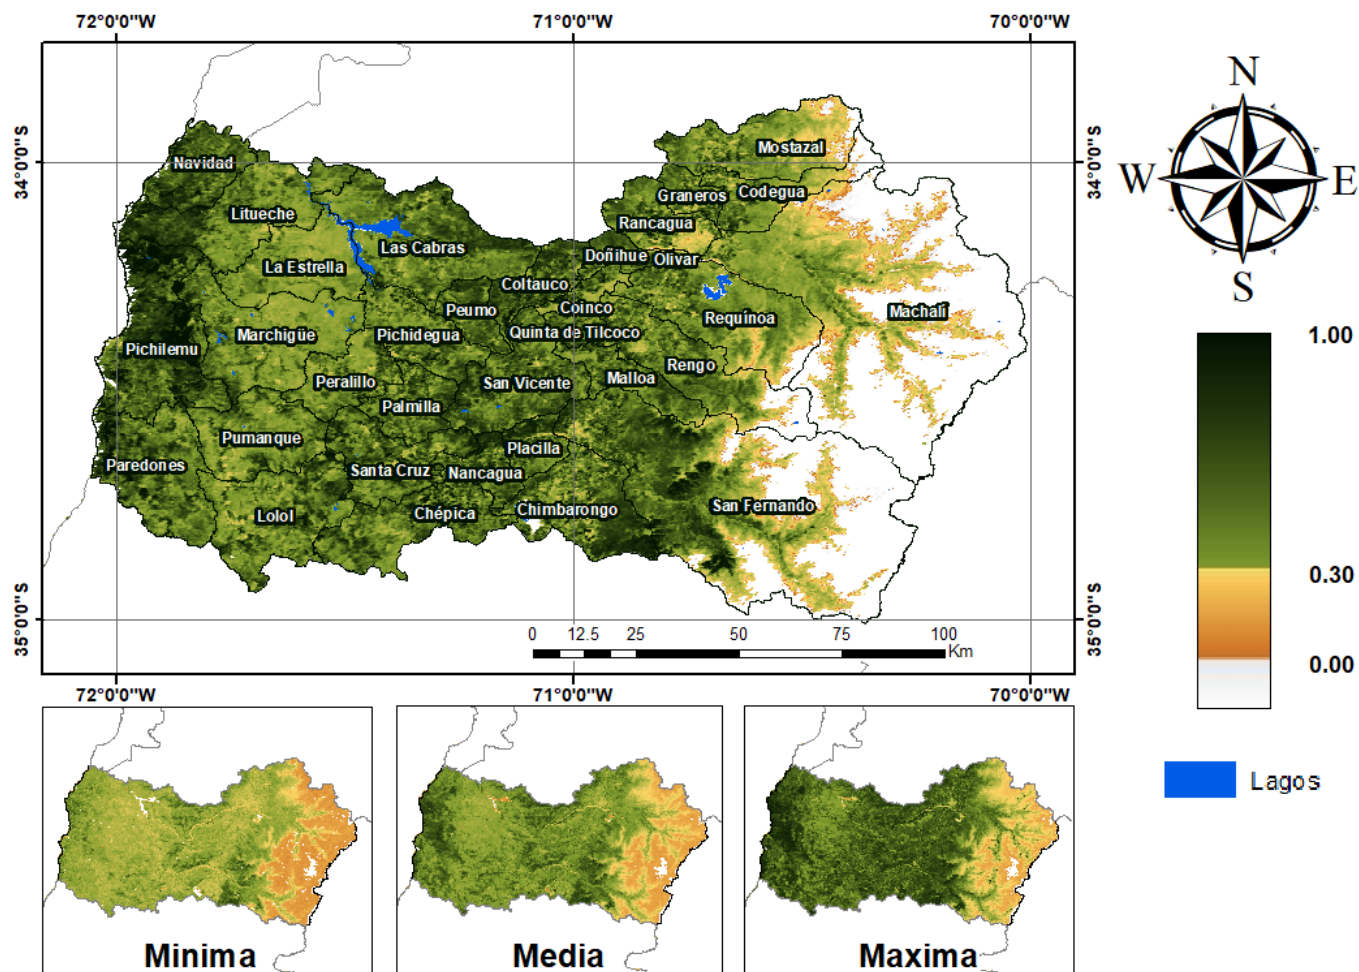 72°0'0"W
71°0'0"W
70°0'0"W
34°0'0"S
34°0'0"S
35°0'0"S
35°0'0"S
Navidad
Mostazal
Graneros
Codegua
Litueche
Rancagua
Las Cabras
La Estrella
Doñihue
Olivar
Coltauco
Machalí
Peumo
Coinco
Requínoa
Marchigüe
Pichidegua
Quinta de Tilcoco
Pichilemu
Rengo
Peralillo
San Vicente
Malloa
Palmilla
Pumanque
Placilla
Paredones
Santa Cruz
Nancagua
San Fernando
Lolol
Chépica
Chimbarongo
0 12.5 25 50 75 100
Km
72°0'0"W
71°0'0"W
70°0'0"W
N
W
E
S
1.00
0.30
0.00
Lagos
Minima
Media
Maxima